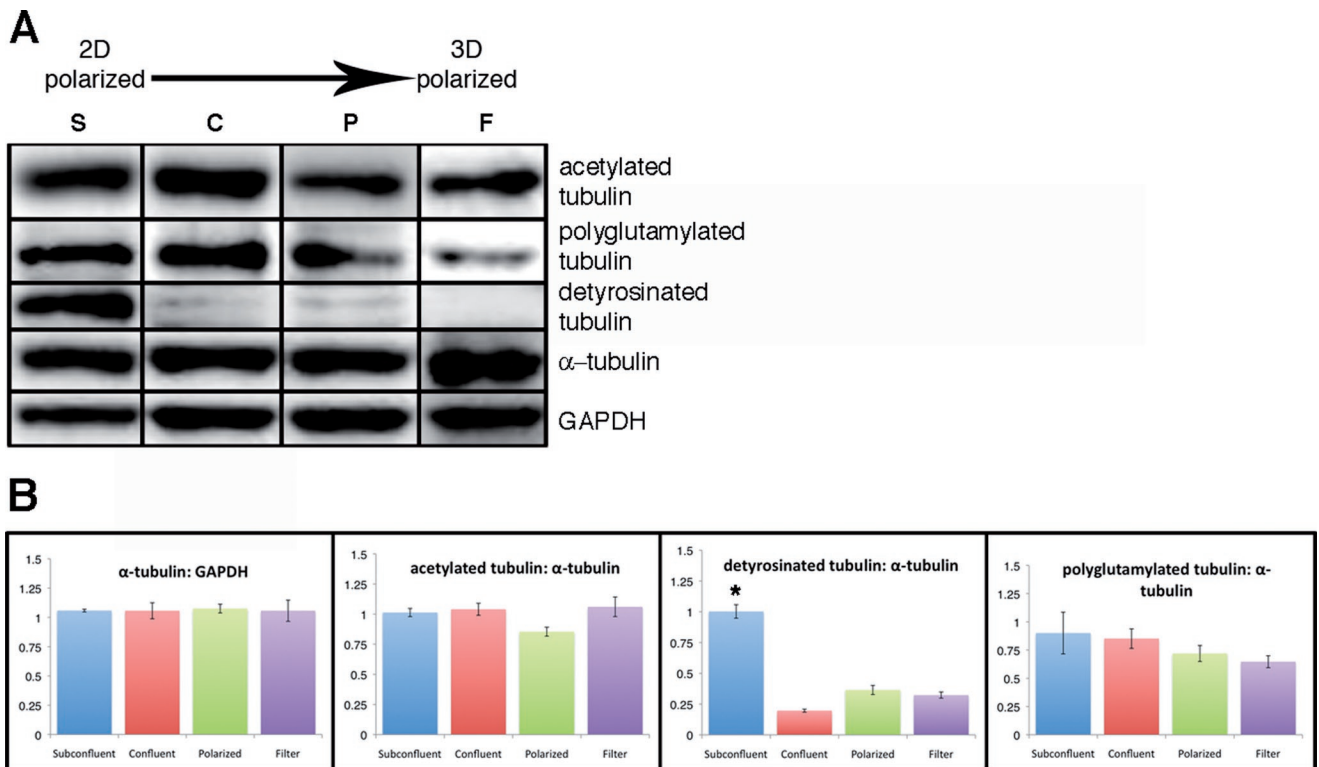 A
2D
polarized
3D
polarized
S C P F
acetylated
tubulin
polyglutamylated
tubulin
detyrosinated
tubulin
α–tubulin
GAPDH
B
α-tubulin: GAPDH
1.5
1.25
1
0.75
0.5
0.25
0
Subconfluent Confluent Polarized Filter
acetylated tubulin: α-tubulin
1.5
1.25
1
0.75
0.5
0.25
0
Subconfluent Confluent Polarized Filter
detyrosinated tubulin: α-tubulin
*
1.5
1.25
1
0.75
0.5
0.25
0
Subconfluent Confluent Polarized Filter
polyglutamylated tubulin: α-
tubulin
1.5
1.25
1
0.75
0.5
0.25
0
Subconfluent Confluent Polarized Filter